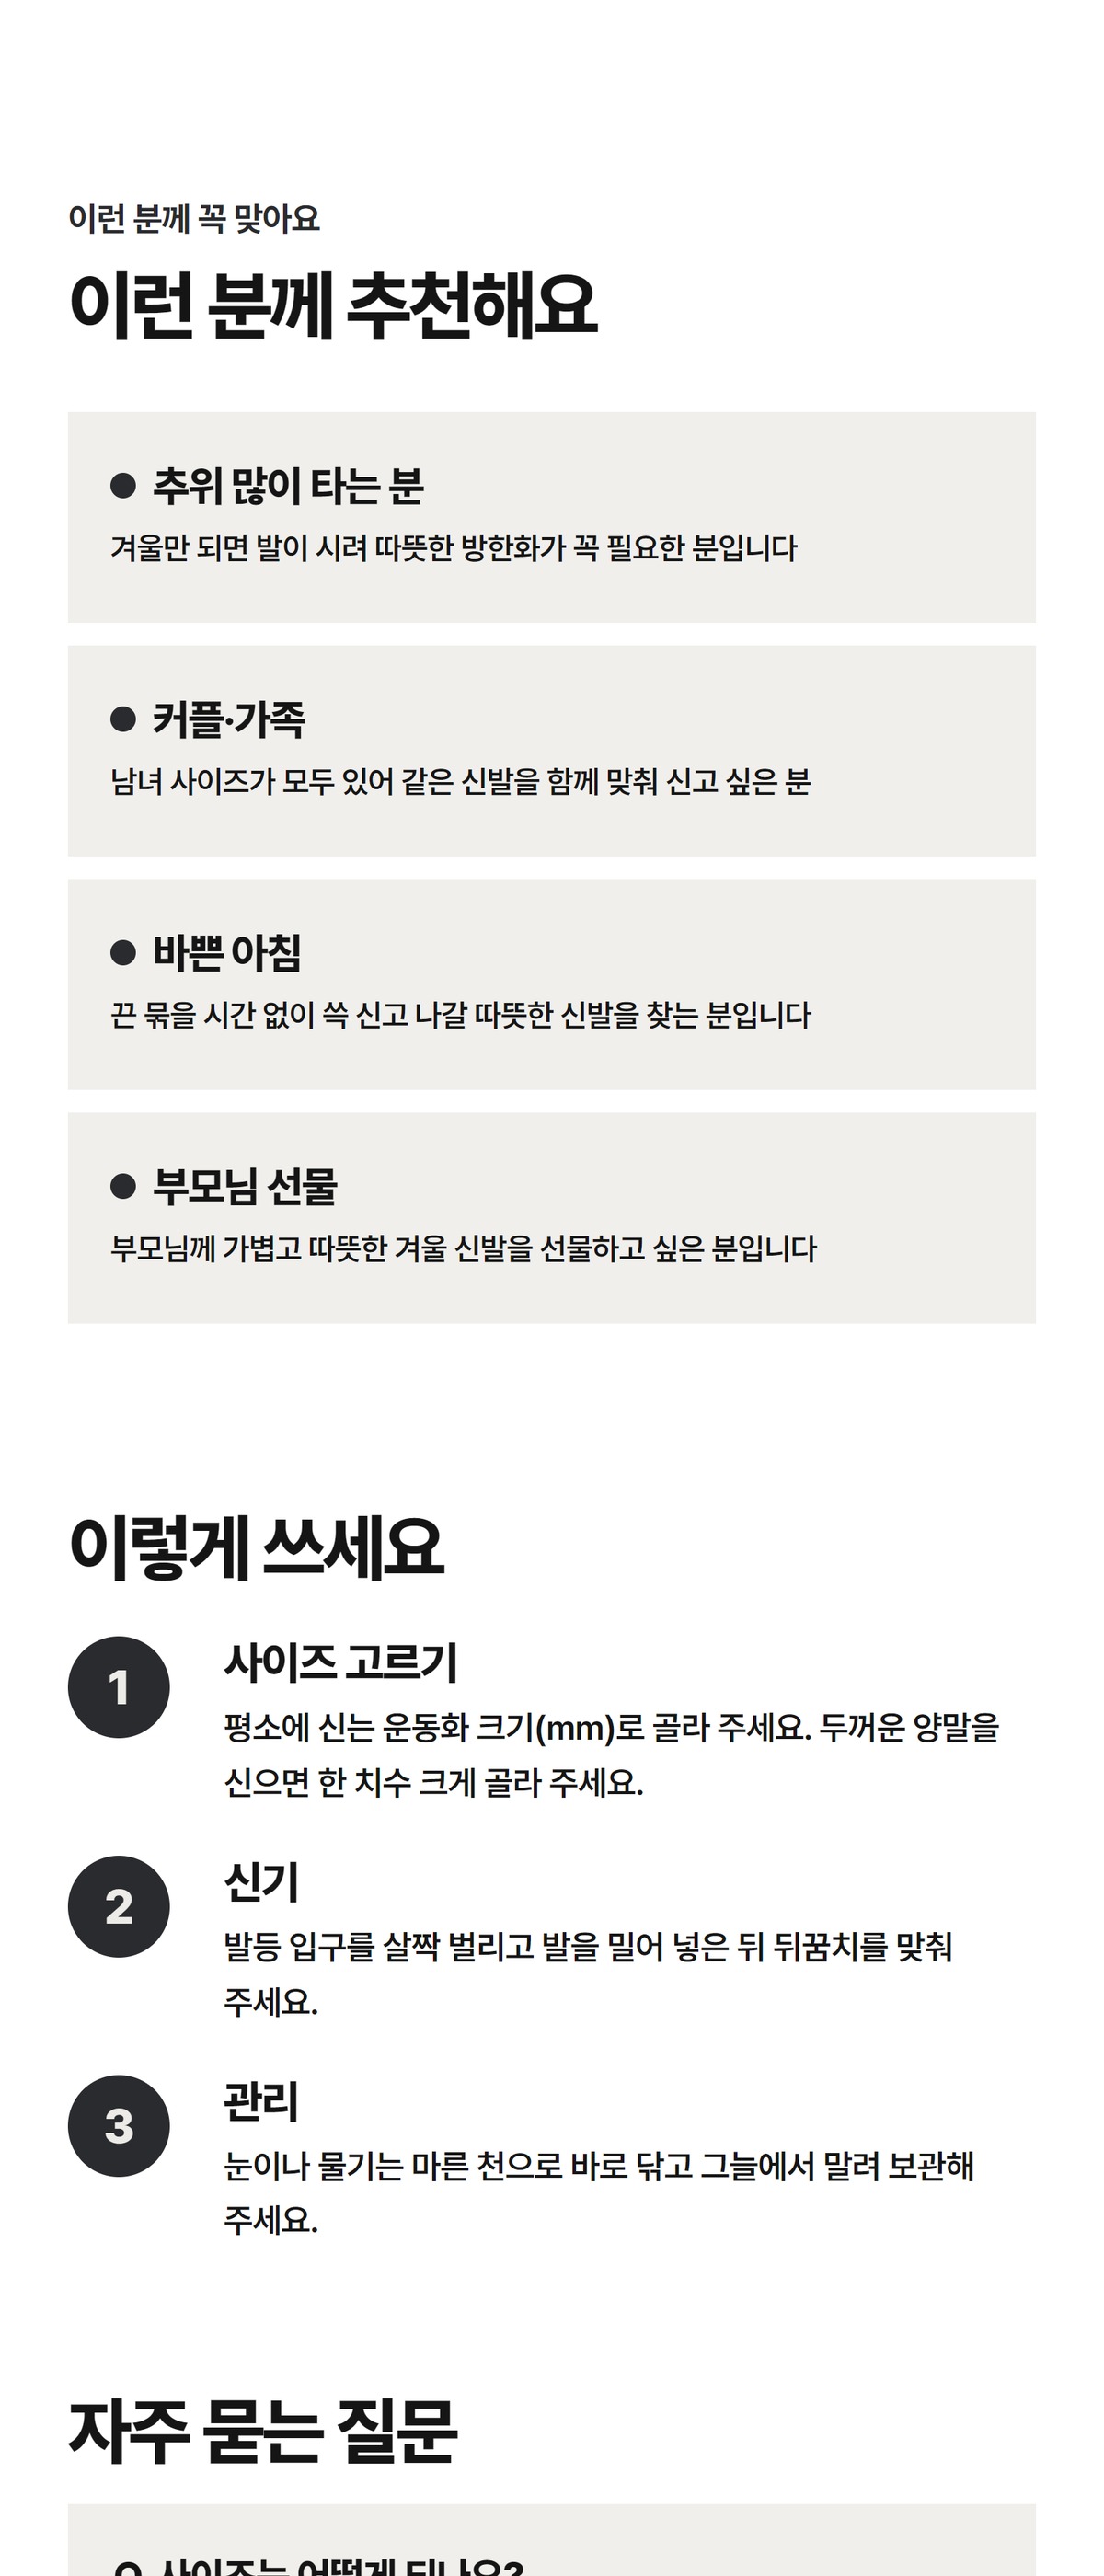 이런 분께 꼭 맞아요
이런 분께 추천해요
추위 많이 타는 분
겨울만 되면 발이 시려 따뜻한 방한화가 꼭 필요한 분입니다
커플·가족
남녀 사이즈가 모두 있어 같은 신발을 함께 맞춰 신고 싶은 분
바쁜 아침
끈 묶을 시간 없이 쓱 신고 나갈 따뜻한 신발을 찾는 분입니다
부모님 선물
부모님께 가볍고 따뜻한 겨울 신발을 선물하고 싶은 분입니다
이렇게 쓰세요
1
사이즈 고르기
평소에 신는 운동화 크기(mm)로 골라 주세요. 두꺼운 양말을
신으면 한 치수 크게 골라 주세요.
2
신기
발등 입구를 살짝 벌리고 발을 밀어 넣은 뒤 뒤꿈치를 맞춰
주세요.
3
관리
눈이나 물기는 마른 천으로 바로 닦고 그늘에서 말려 보관해
주세요.
자주 묻는 질문
Q 사이즈는 어떻게 되나요?